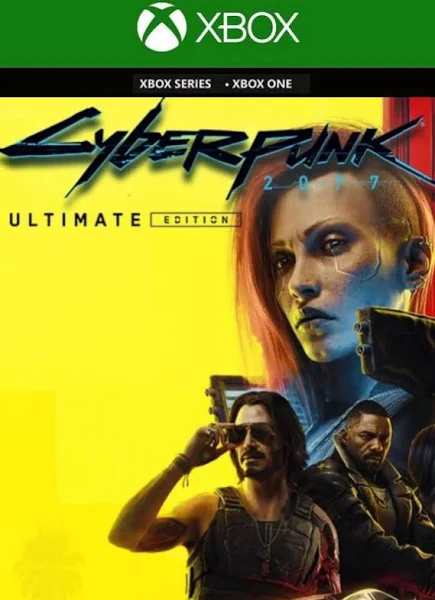 XBOX
XBOX SERIES • XBOX ONE
Cyberpunk
2077
ULTIMATE EDITION